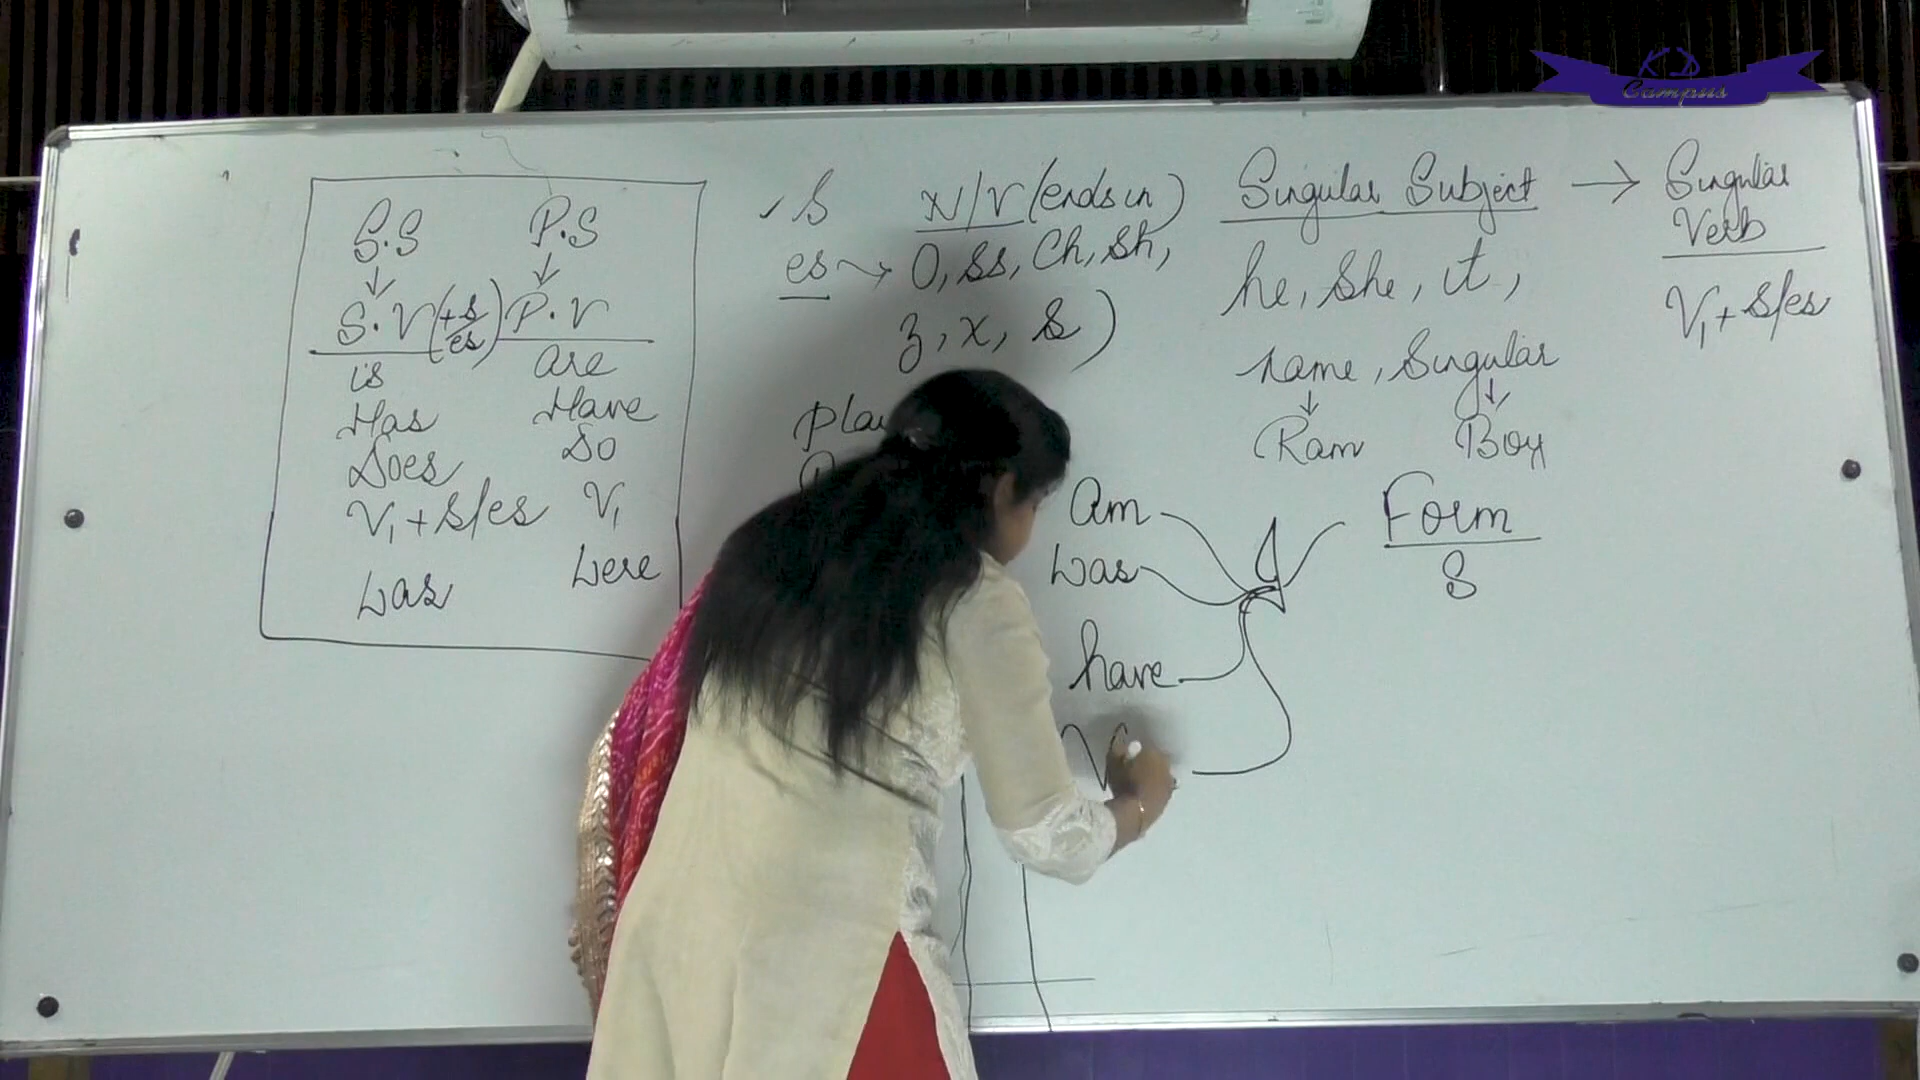 K D
Campus
S.S P.S
↓ ↓
S.V (+s/es) P.V
is are
Has Have
Does Do
V1 + s/es V1
was were
✓ S N/V (ends in)
es → O, ss, Ch, sh,
z, x, s)
Singular Subject → Singular Verb
he, she, it, V1 + s/es
name, Singular
↓ ↓
Ram Boy
am I Form
was S
have